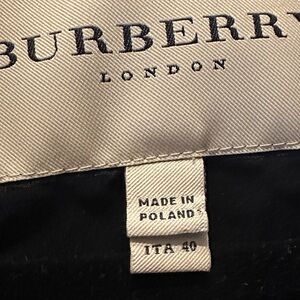 BURBERRY
LONDON
MADE IN
POLAND
ITA 40